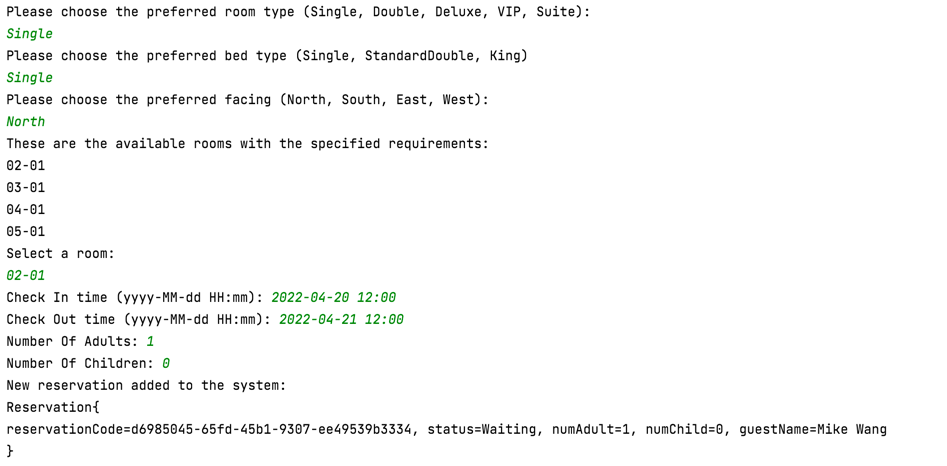 Please choose the preferred room type (Single, Double, Deluxe, VIP, Suite):
Single
Please choose the preferred bed type (Single, StandardDouble, King)
Single
Please choose the preferred facing (North, South, East, West):
North
These are the available rooms with the specified requirements:
02-01
03-01
04-01
05-01
Select a room:
02-01
Check In time (yyyy-MM-dd HH:mm): 2022-04-20 12:00
Check Out time (yyyy-MM-dd HH:mm): 2022-04-21 12:00
Number Of Adults: 1
Number Of Children: 0
New reservation added to the system:
Reservation{
reservationCode=d6985045-65fd-45b1-9307-ee49539b3334, status=Waiting, numAdult=1, numChild=0, guestName=Mike Wang
}